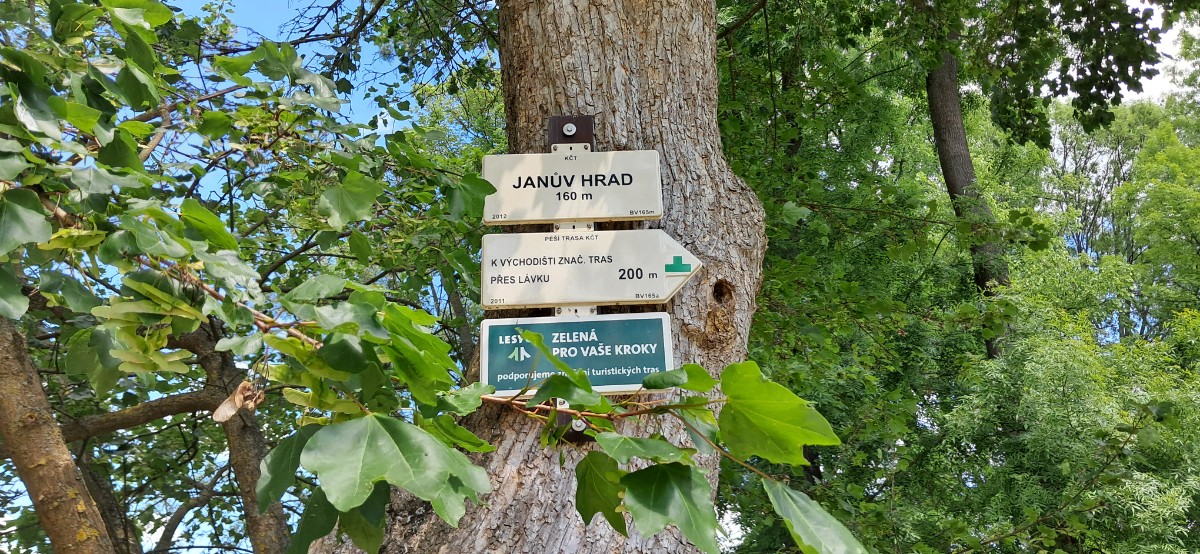 KČT
JANŮV HRAD
160 m
2012 BV165m
PĚŠÍ TRASA KČT
K VÝCHODIŠTI ZNAČ. TRAS
PŘES LÁVKU 200 m
2011 BV165a
ZELENÁ
PRO VAŠE KROKY
podporujeme turistických tras